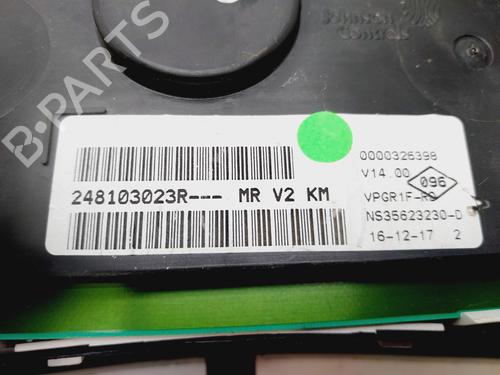 Johnson
Controls
B-PARTS
0000326398
V14.00
096
248103023R--- MR V2 KM
VPGR1F-R0
NS35623230-D
16-12-17 2